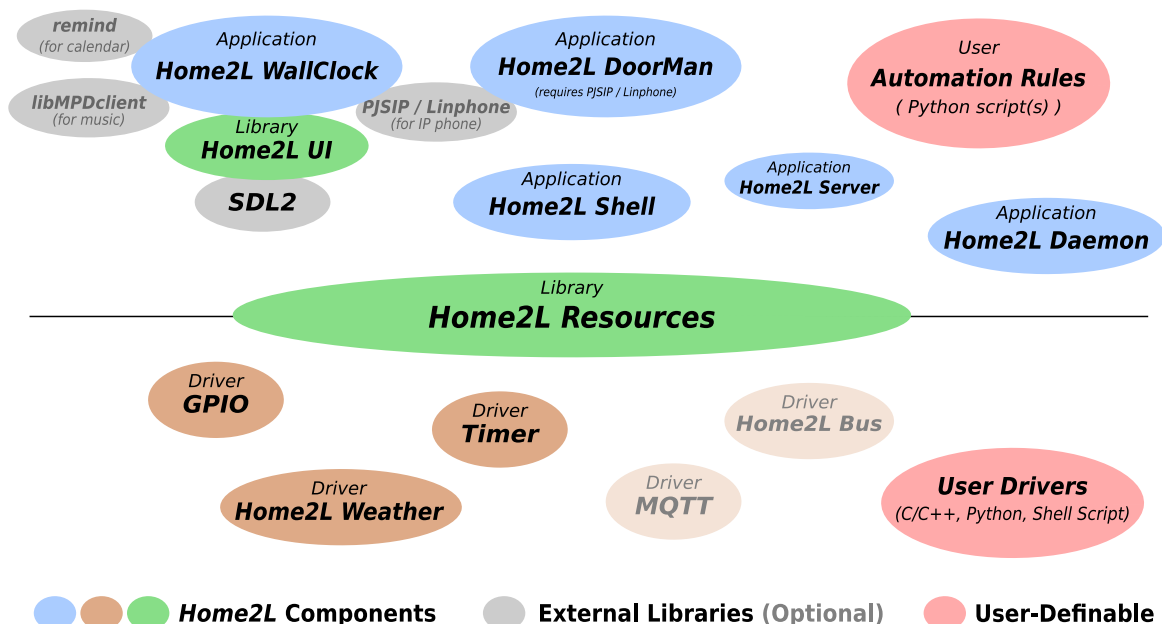 remind
(for calendar)
Application
Home2L WallClock
libMPDclient
(for music)
PJSIP / Linphone
(for IP phone)
Library
Home2L UI
SDL2
Application
Home2L DoorMan
(requires PJSIP / Linphone)
User
Automation Rules
( Python script(s) )
Application
Home2L Shell
Application
Home2L Server
Application
Home2L Daemon
Library
Home2L Resources
Driver
GPIO
Driver
Timer
Driver
Home2L Bus
Driver
Home2L Weather
Driver
MQTT
User Drivers
(C/C++, Python, Shell Script)
Home2L Components
External Libraries (Optional)
User-Definable